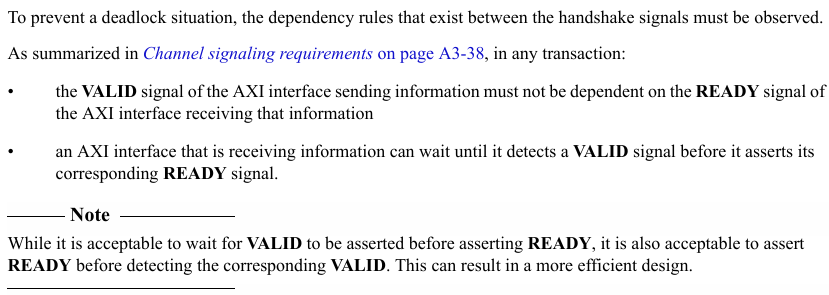 To prevent a deadlock situation, the dependency rules that exist between the handshake signals must be observed.
As summarized in Channel signaling requirements on page A3-38, in any transaction:
• the VALID signal of the AXI interface sending information must not be dependent on the READY signal of
the AXI interface receiving that information
• an AXI interface that is receiving information can wait until it detects a VALID signal before it asserts its
corresponding READY signal.
Note
While it is acceptable to wait for VALID to be asserted before asserting READY, it is also acceptable to assert
READY before detecting the corresponding VALID. This can result in a more efficient design.